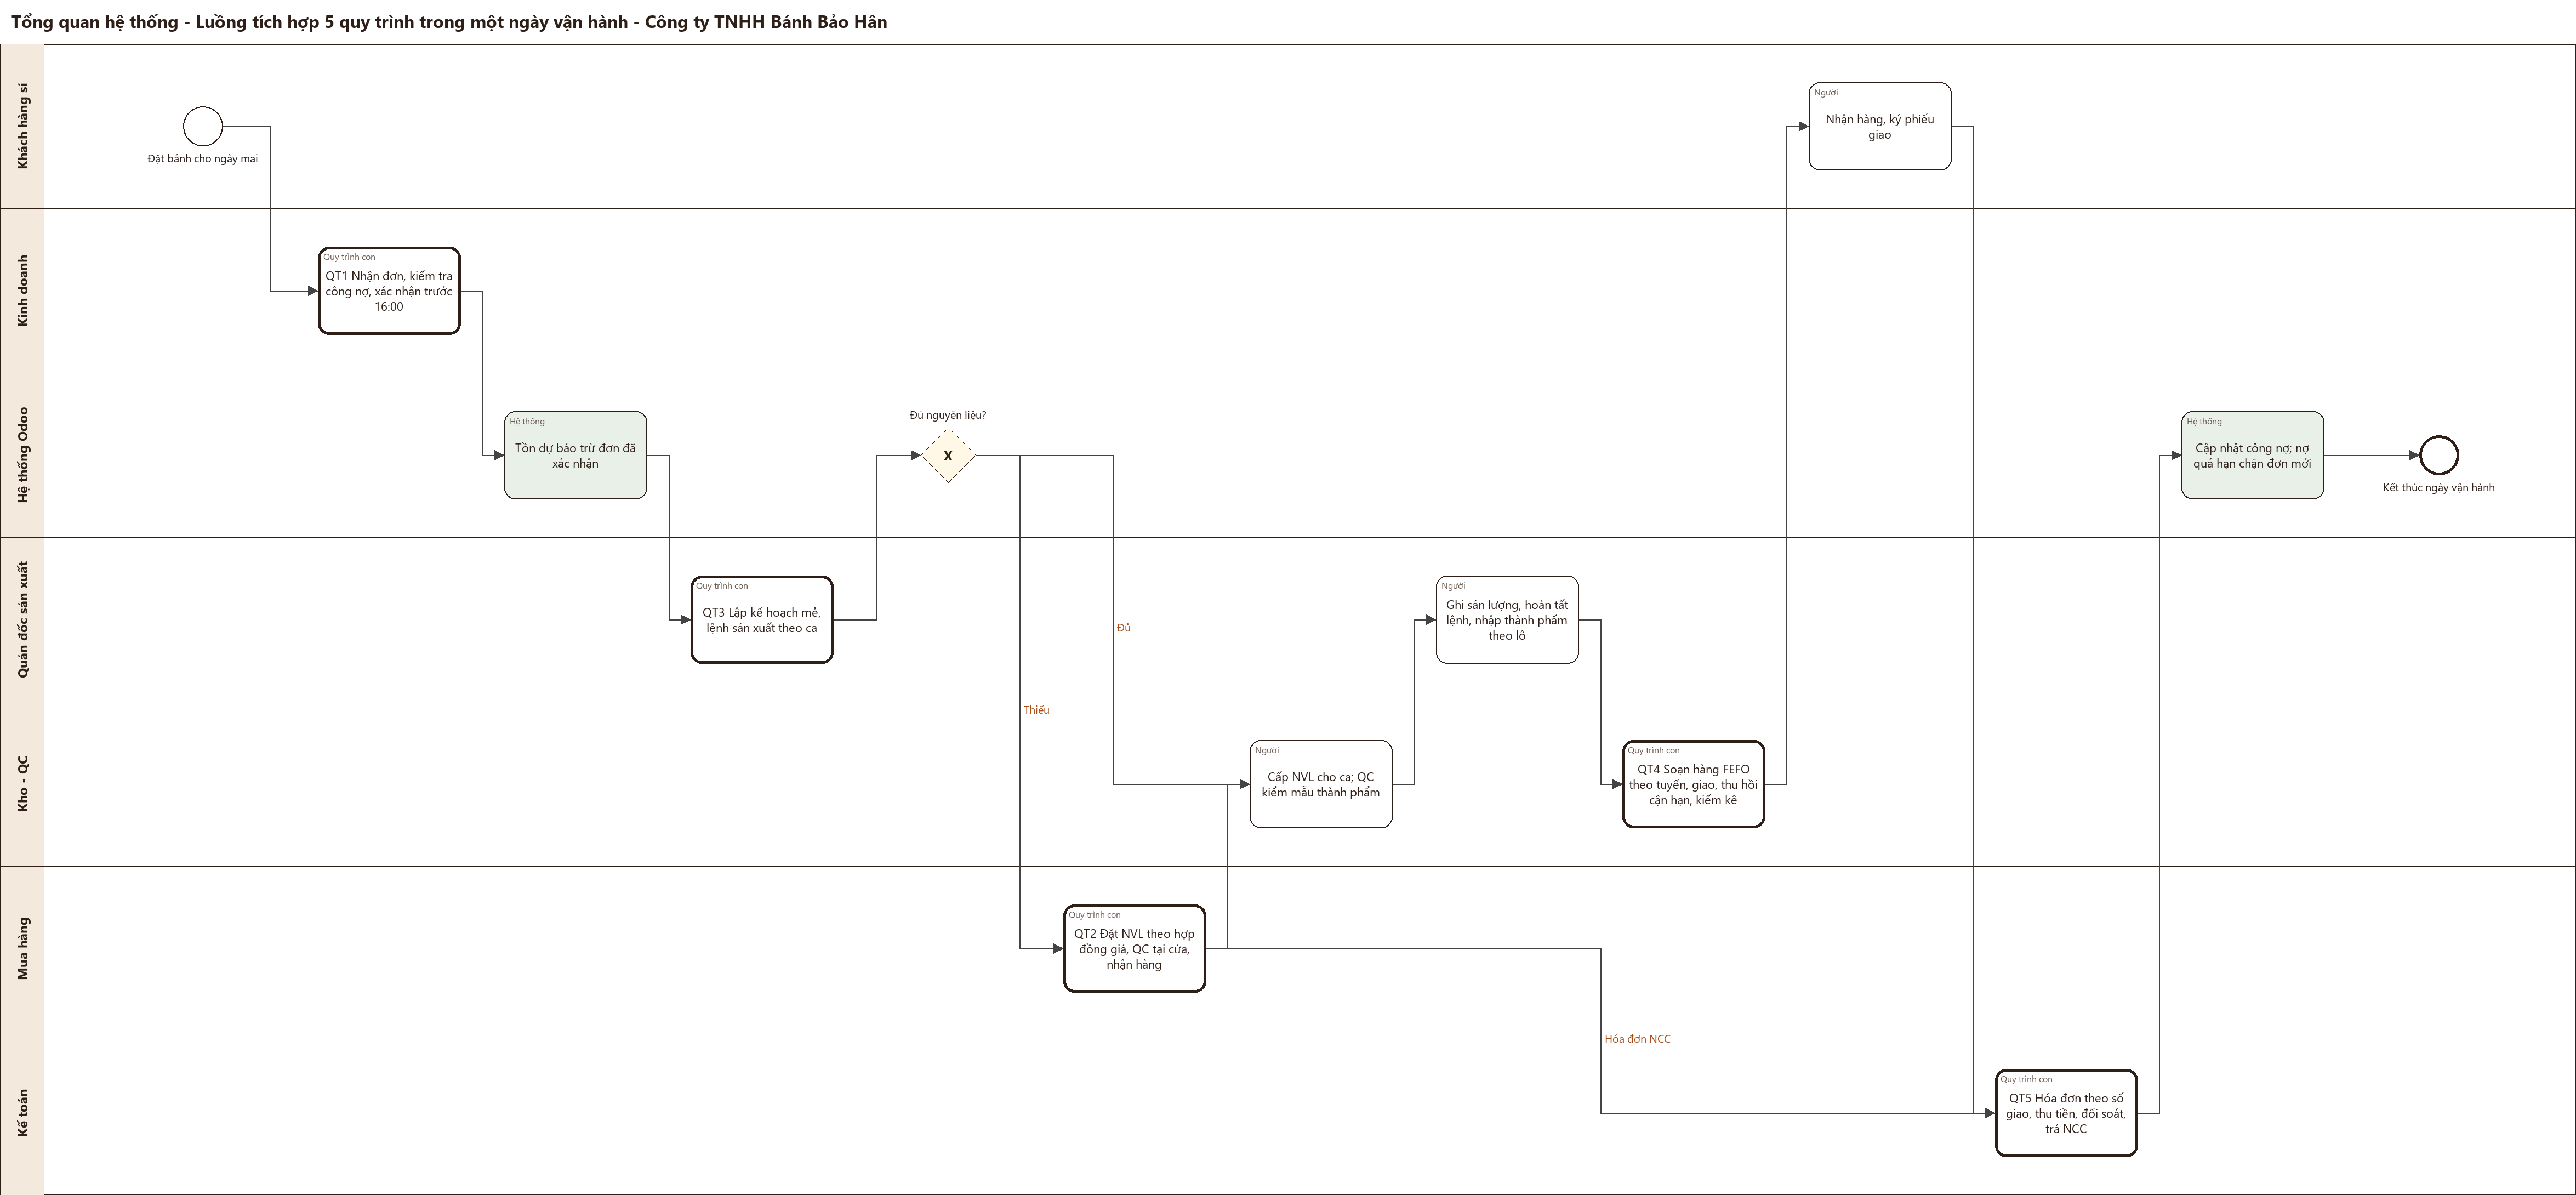 Tổng quan hệ thống - Luồng tích hợp 5 quy trình trong một ngày vận hành - Công ty TNHH Bánh Bảo Hân
Khách hàng sỉ
Đặt bánh cho ngày mai
Người
Nhận hàng, ký phiếu
giao
Kinh doanh
Quy trình con
QT1 Nhận đơn, kiểm tra
công nợ, xác nhận trước
16:00
Hệ thống Odoo
Hệ thống
Tồn dự báo trừ đơn đã
xác nhận
Đủ nguyên liệu?
X
Hệ thống
Cập nhật công nợ; nợ
quá hạn chặn đơn mới
Kết thúc ngày vận hành
Quản đốc sản xuất
Quy trình con
QT3 Lập kế hoạch mẻ,
lệnh sản xuất theo ca
Đủ
Người
Ghi sản lượng, hoàn tất
lệnh, nhập thành phẩm
theo lô
Kho - QC
Thiếu
Người
Cấp NVL cho ca; QC
kiểm mẫu thành phẩm
Quy trình con
QT4 Soạn hàng FEFO
theo tuyến, giao, thu hồi
cận hạn, kiểm kê
Mua hàng
Quy trình con
QT2 Đặt NVL theo hợp
đồng giá, QC tại cửa,
nhận hàng
Kế toán
Hóa đơn NCC
Quy trình con
QT5 Hóa đơn theo số
giao, thu tiền, đối soát,
trả NCC